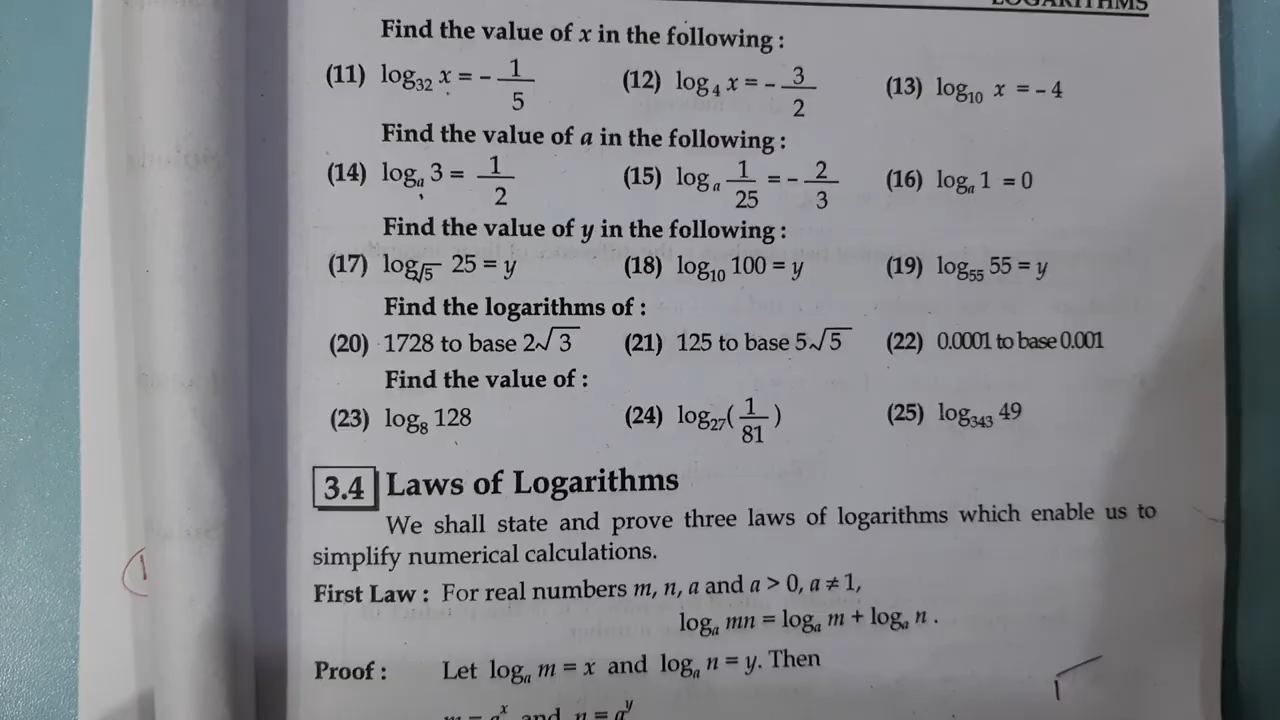 LOGARITHMS
Find the value of x in the following :
(11) log₃₂ x = - 1/5 (12) log₄ x = - 3/2 (13) log₁₀ x = - 4
Find the value of a in the following :
(14) logₐ 3 = 1/2 (15) logₐ 1/25 = - 2/3 (16) logₐ 1 = 0
Find the value of y in the following :
(17) log_√5 25 = y (18) log₁₀ 100 = y (19) log₅₅ 55 = y
Find the logarithms of :
(20) 1728 to base 2√3 (21) 125 to base 5√5 (22) 0.0001 to base 0.001
Find the value of :
(23) log₈ 128 (24) log₂₇(1/81) (25) log₃₄₃ 49
3.4 Laws of Logarithms
We shall state and prove three laws of logarithms which enable us to
simplify numerical calculations.
First Law : For real numbers m, n, a and a > 0, a ≠ 1,
logₐ mn = logₐ m + logₐ n .
Proof : Let logₐ m = x and logₐ n = y. Then
m = aˣ and n = aʸ